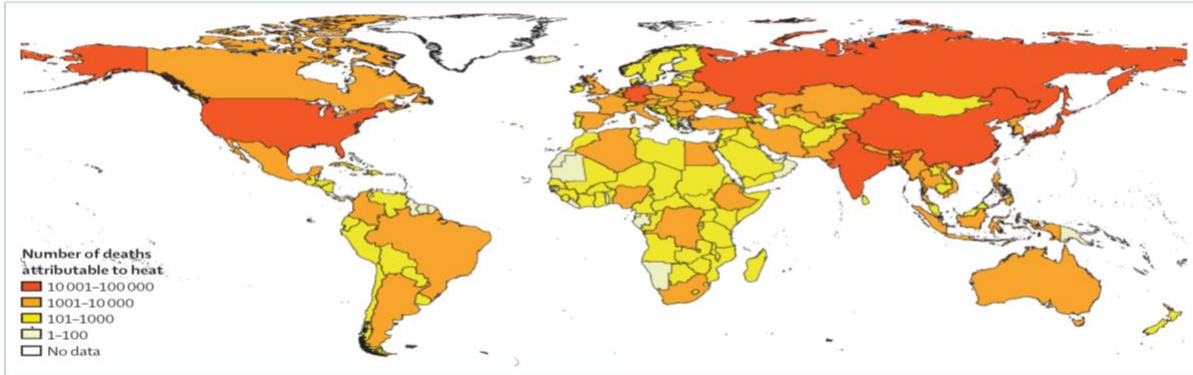 Number of deaths
attributable to heat
10 001–100 000
1001–10 000
101–1000
1–100
No data